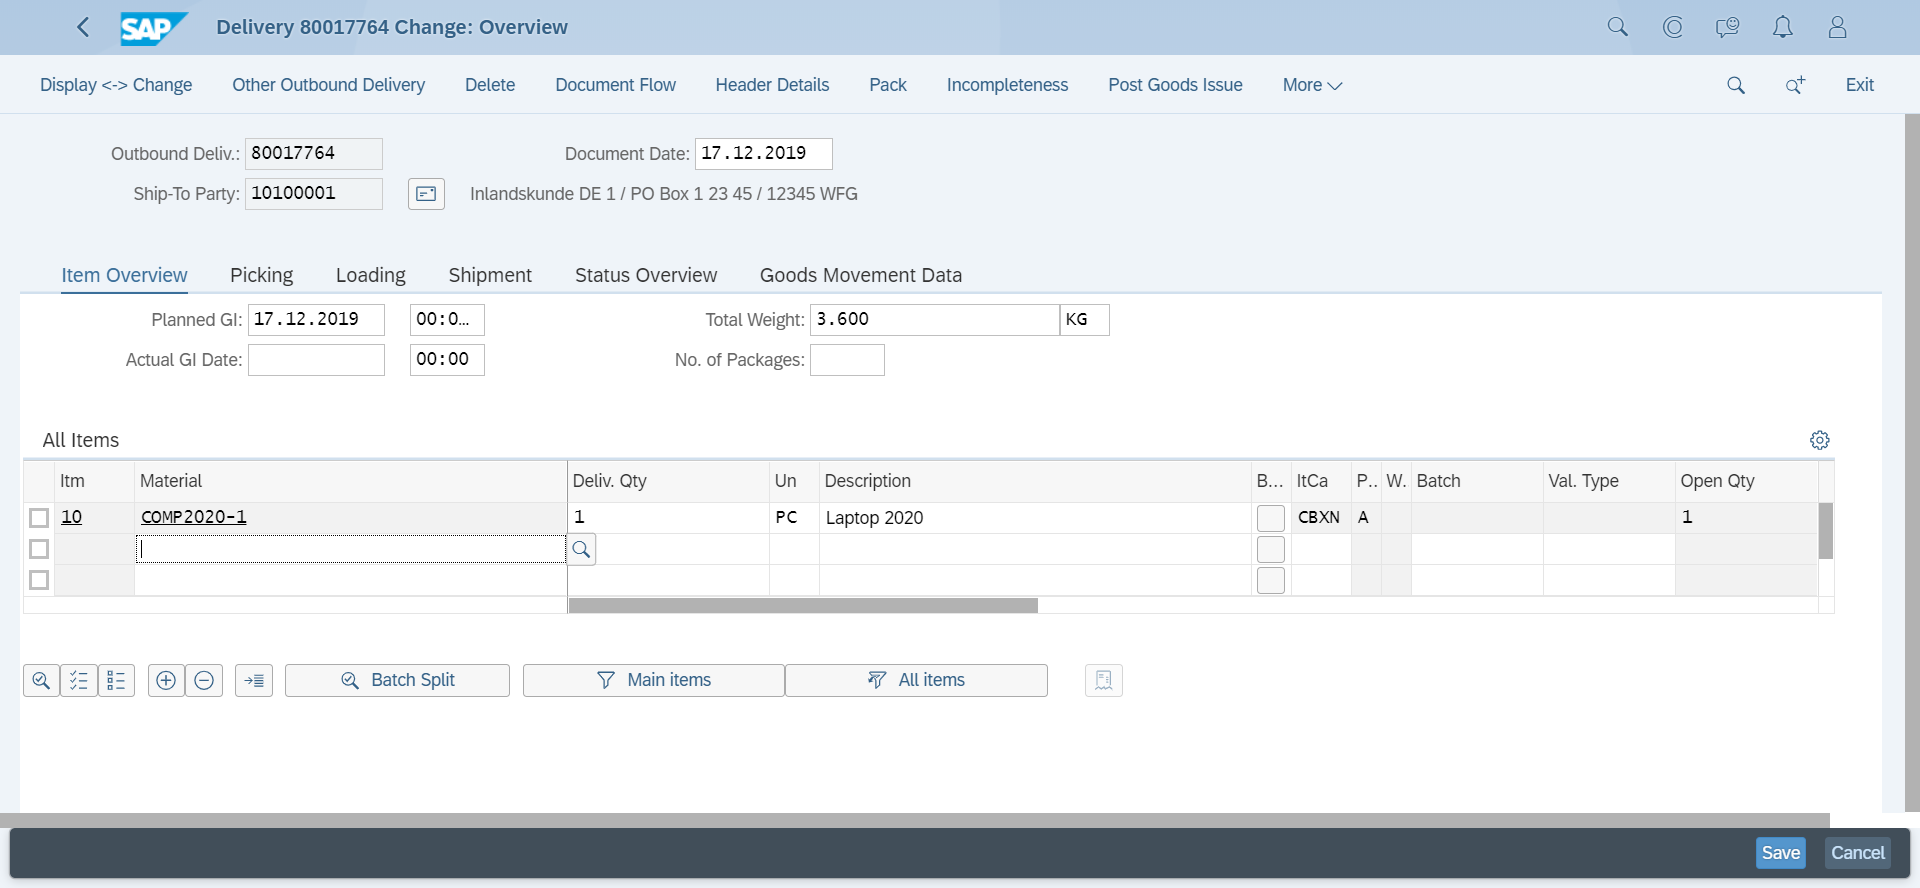 SAP Delivery 80017764 Change: Overview
Display <-> Change Other Outbound Delivery Delete Document Flow Header Details Pack Incompleteness Post Goods Issue More Exit
Outbound Deliv.: 80017764 Document Date: 17.12.2019
Ship-To Party: 10100001 Inlandskunde DE 1 / PO Box 1 23 45 / 12345 WFG
Item Overview Picking Loading Shipment Status Overview Goods Movement Data
Planned GI: 17.12.2019 00:0... Total Weight: 3.600 KG
Actual GI Date: 00:00 No. of Packages:
All Items
Itm Material Deliv. Qty Un Description B... ItCa P.. W. Batch Val. Type Open Qty
10 COMP2020-1 1 PC Laptop 2020 CBXN A 1
Batch Split Main items All items
Save Cancel